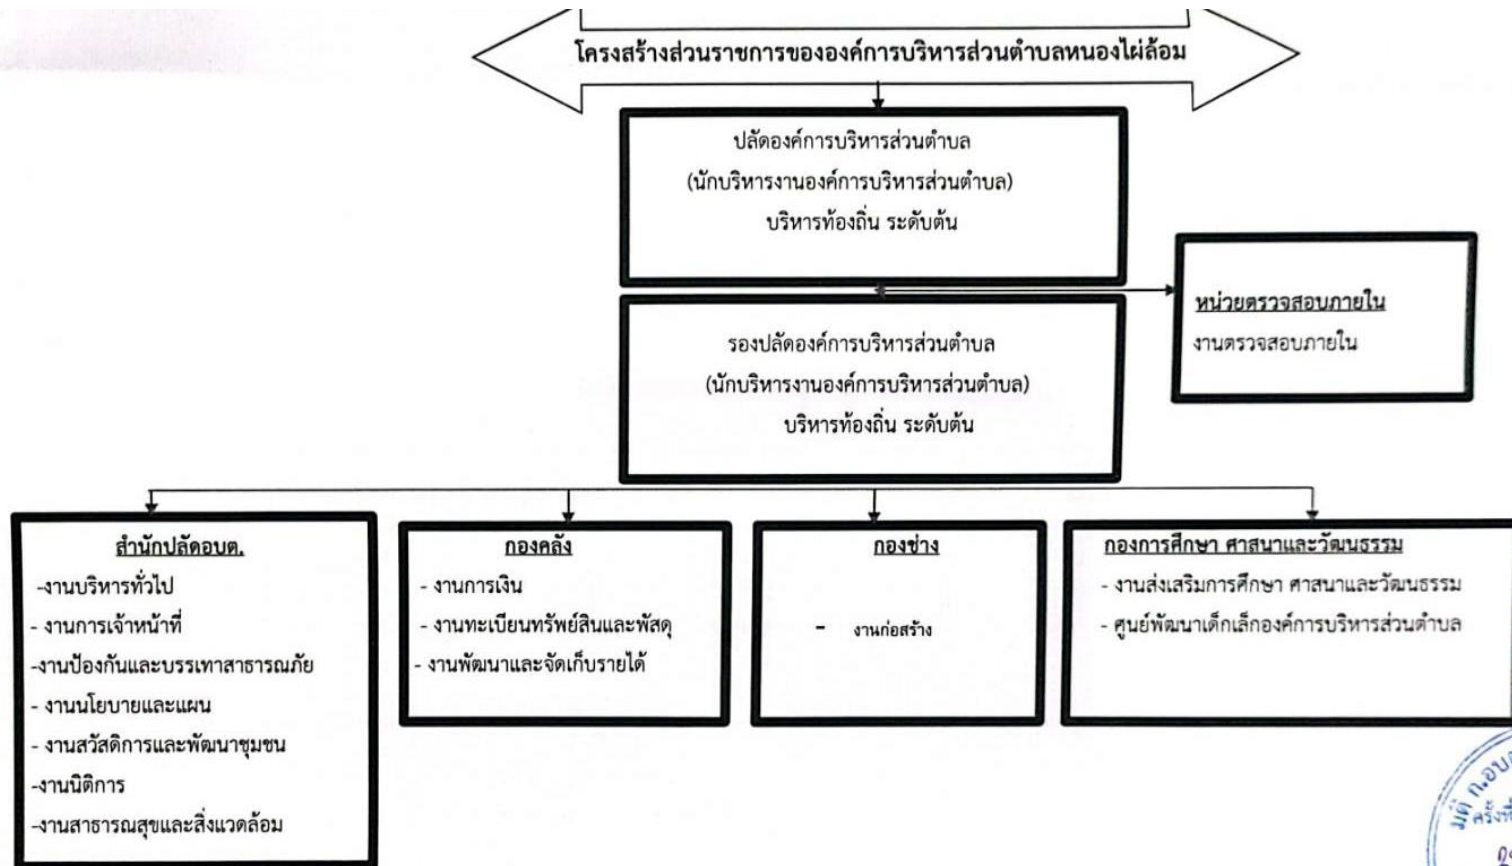 โครงสร้างส่วนราชการขององค์การบริหารส่วนตำบลหนองไผ่ล้อม
ปลัดองค์การบริหารส่วนตำบล
(นักบริหารงานองค์การบริหารส่วนตำบล)
บริหารท้องถิ่น ระดับต้น
หน่วยตรวจสอบภายใน
งานตรวจสอบภายใน
รองปลัดองค์การบริหารส่วนตำบล
(นักบริหารงานองค์การบริหารส่วนตำบล)
บริหารท้องถิ่น ระดับต้น
สำนักปลัดอบต.
-งานบริหารทั่วไป
- งานการเจ้าหน้าที่
-งานป้องกันและบรรเทาสาธารณภัย
- งานนโยบายและแผน
- งานสวัสดิการและพัฒนาชุมชน
-งานนิติการ
-งานสาธารณสุขและสิ่งแวดล้อม
กองคลัง
- งานการเงิน
- งานทะเบียนทรัพย์สินและพัสดุ
- งานพัฒนาและจัดเก็บรายได้
กองช่าง
- งานก่อสร้าง
กองการศึกษา ศาสนาและวัฒนธรรม
- งานส่งเสริมการศึกษา ศาสนาและวัฒนธรรม
- ศูนย์พัฒนาเด็กเล็กองค์การบริหารส่วนตำบล
มติ ก.อบต.
ครั้งที่